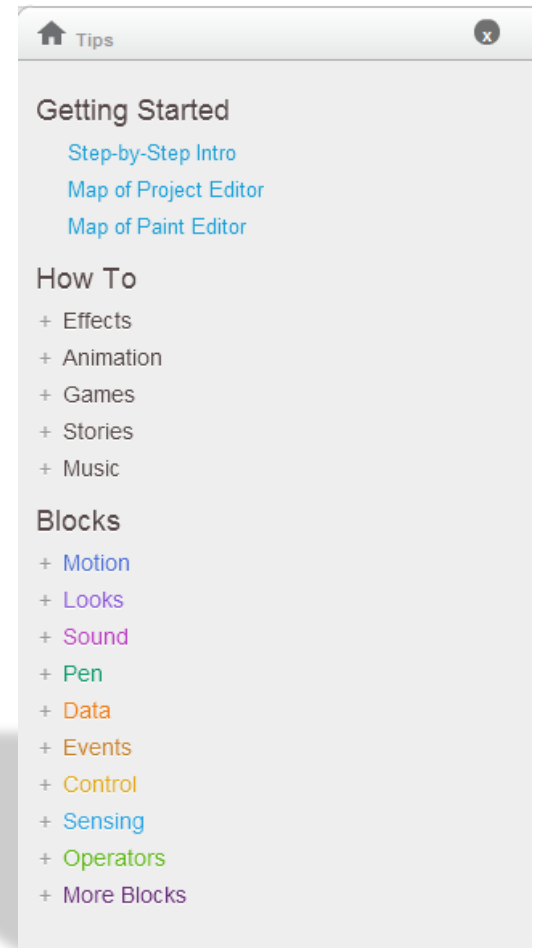 Tips x
Getting Started
Step-by-Step Intro
Map of Project Editor
Map of Paint Editor
How To
+ Effects
+ Animation
+ Games
+ Stories
+ Music
Blocks
+ Motion
+ Looks
+ Sound
+ Pen
+ Data
+ Events
+ Control
+ Sensing
+ Operators
+ More Blocks